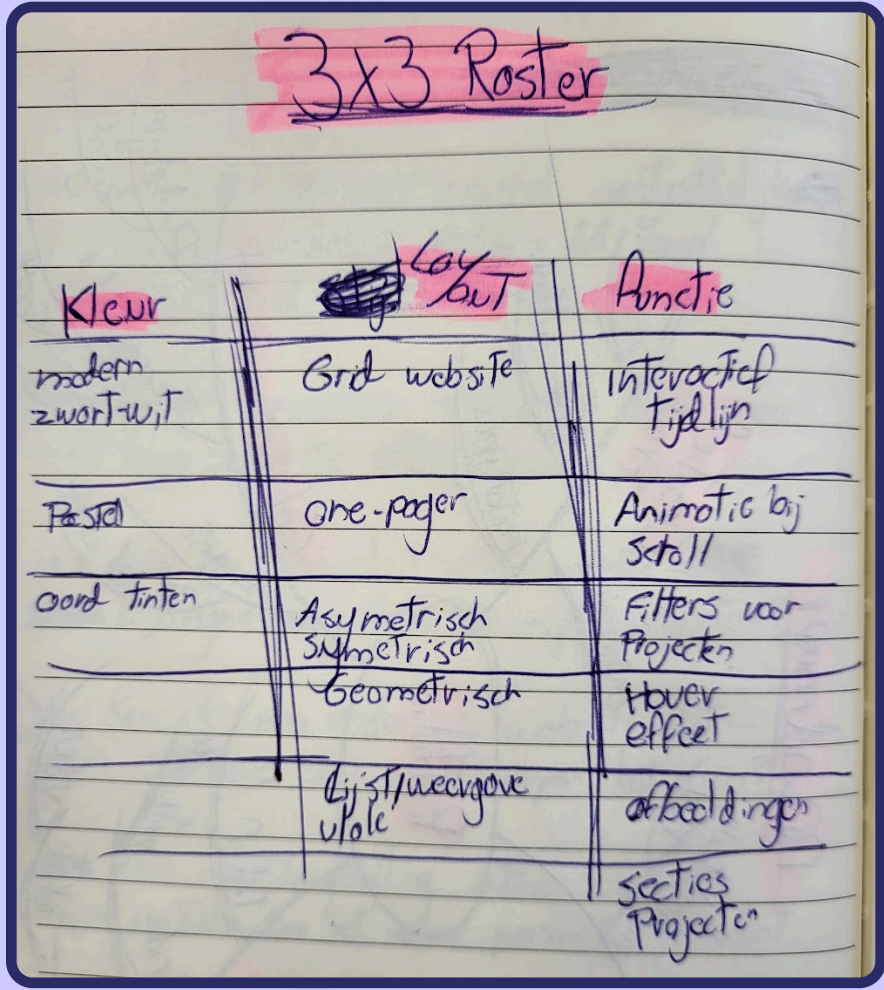 3x3 Roster
Kleur
Lay/out
Functie
modern
zwart-wit
Grid website
interactief
tijdlijn
Pastel
One-pager
Animatie bij
Scroll
aard tinten
Asymetrisch
Symetrisch
Filters voor
Projecten
Geometrisch
Hover
effect
Lijst/weergave
afbeeldingen
secties
Projecten